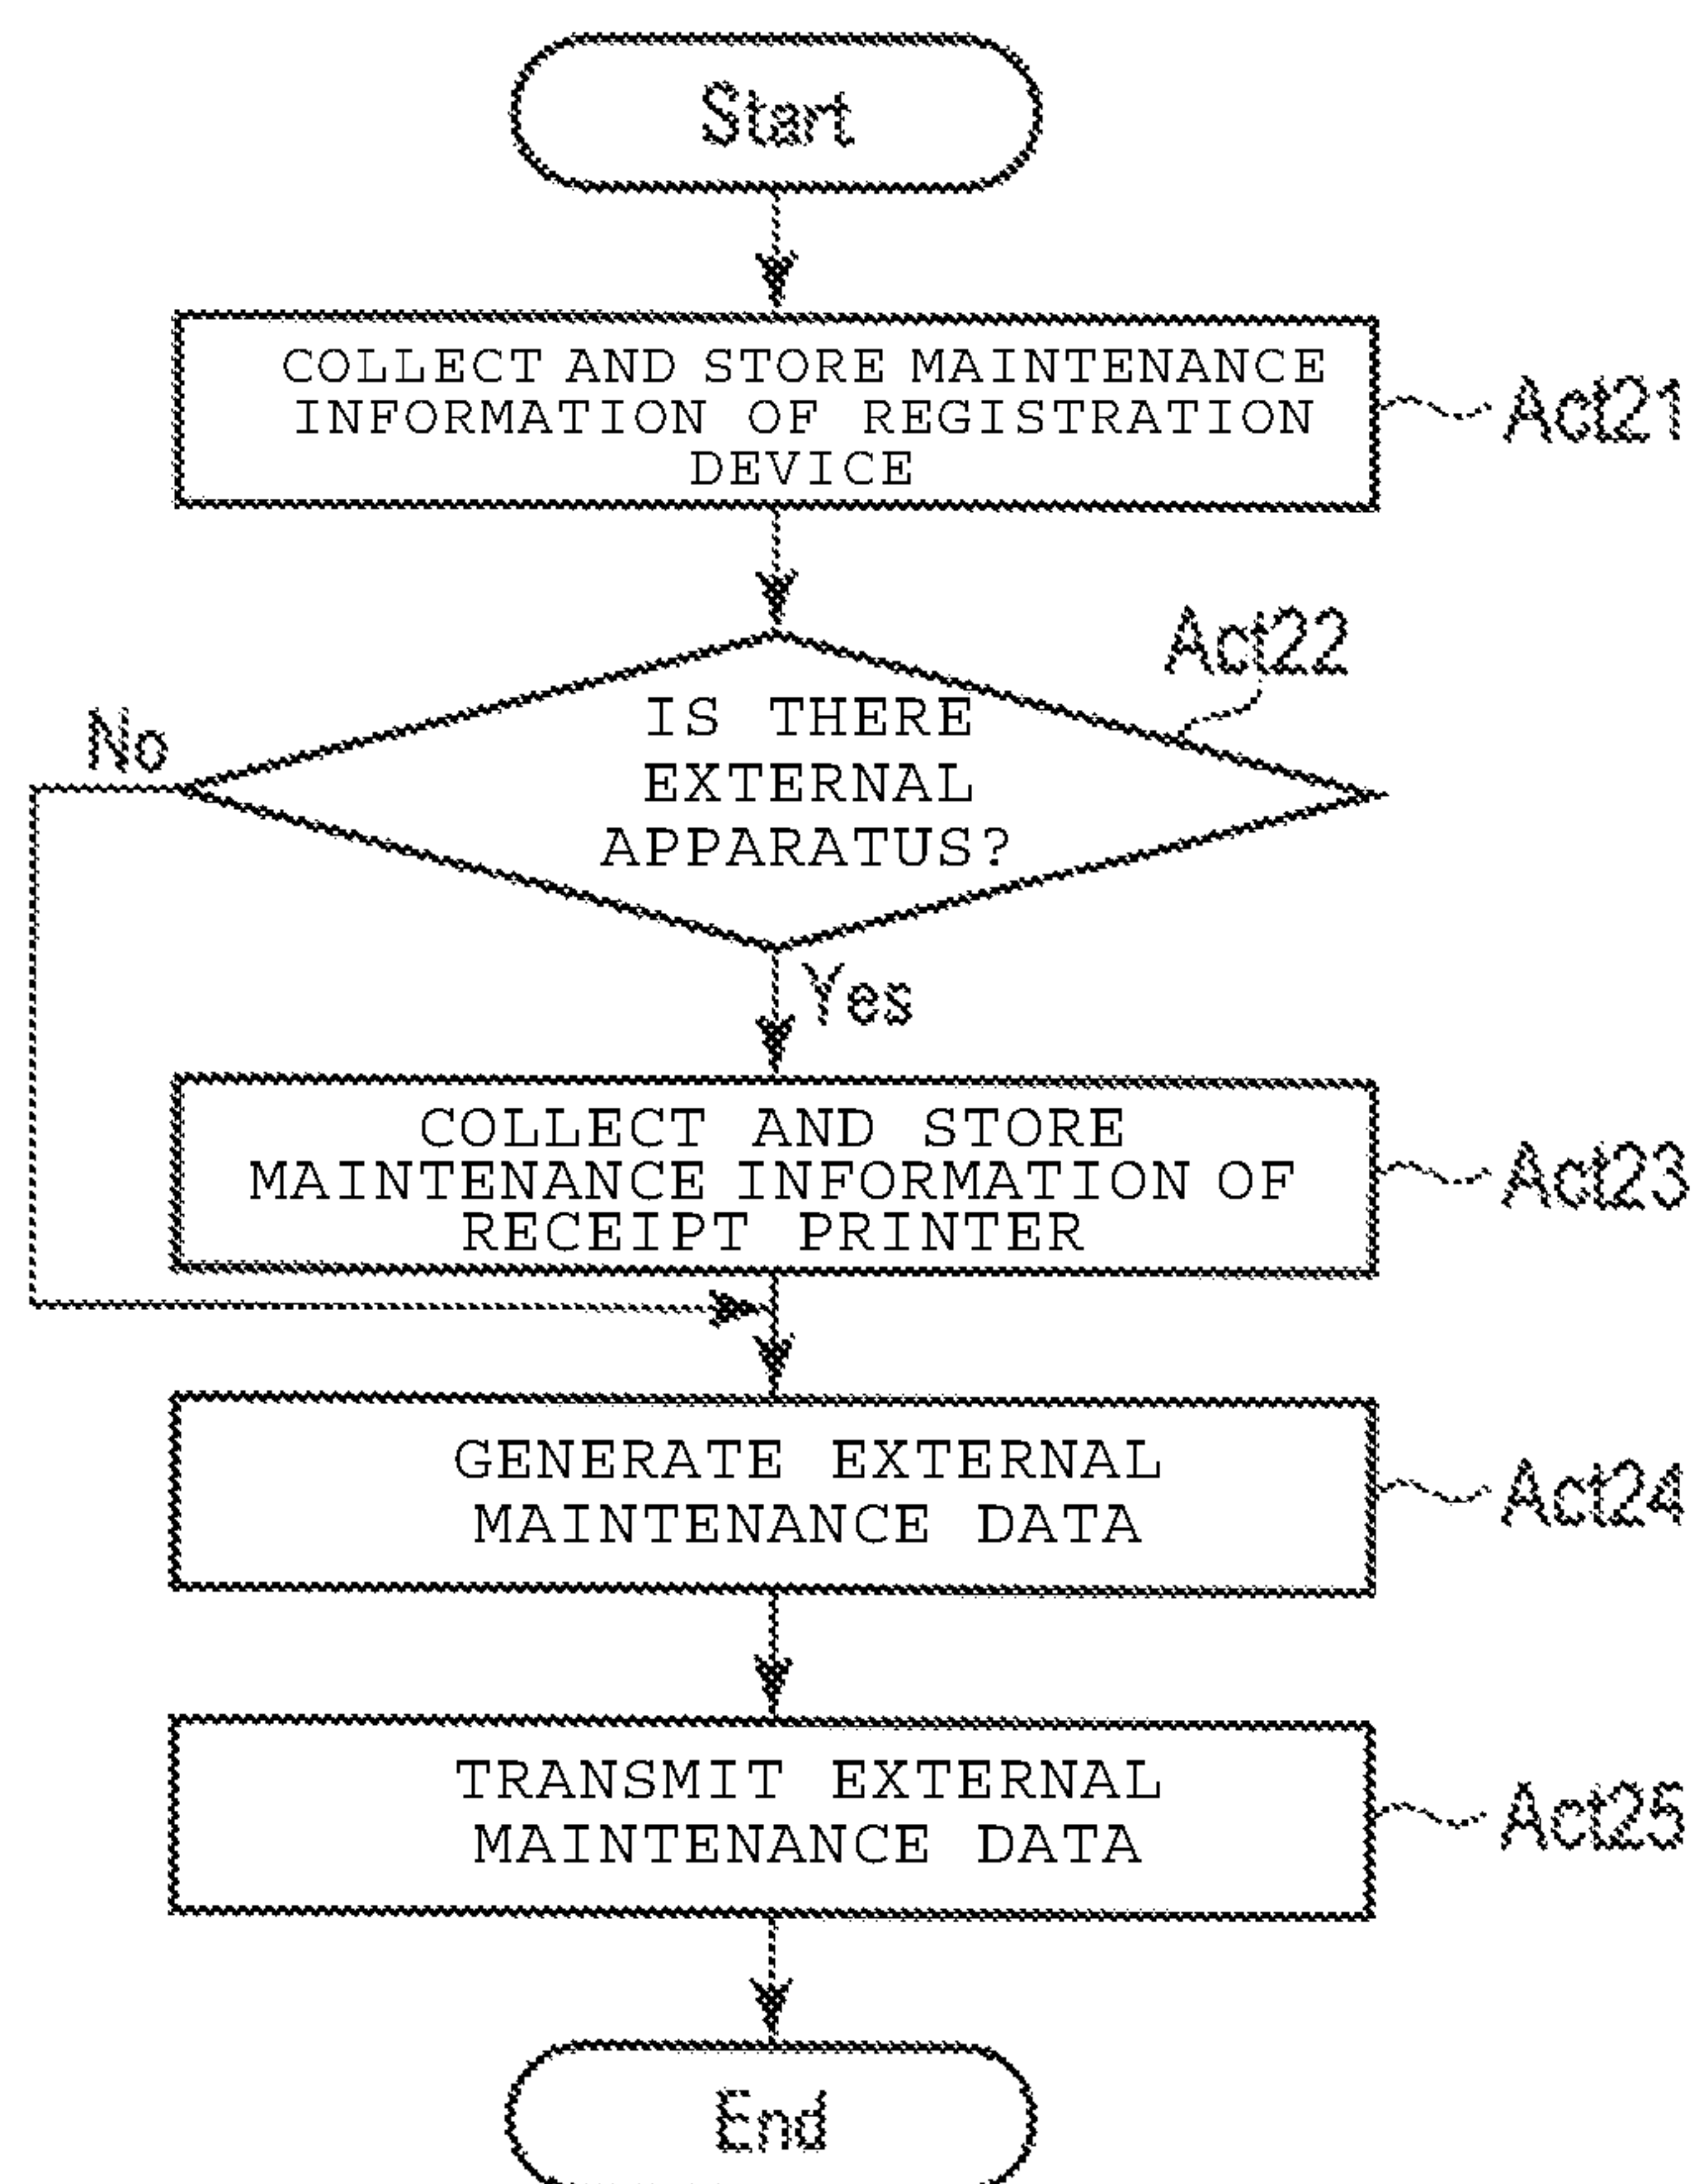 Start
COLLECT AND STORE MAINTENANCE
INFORMATION OF REGISTRATION
DEVICE
Act21
Act22
IS THERE
EXTERNAL
APPARATUS?
No
Yes
COLLECT AND STORE
MAINTENANCE INFORMATION OF
RECEIPT PRINTER
Act23
GENERATE EXTERNAL
MAINTENANCE DATA
Act24
TRANSMIT EXTERNAL
MAINTENANCE DATA
Act25
End